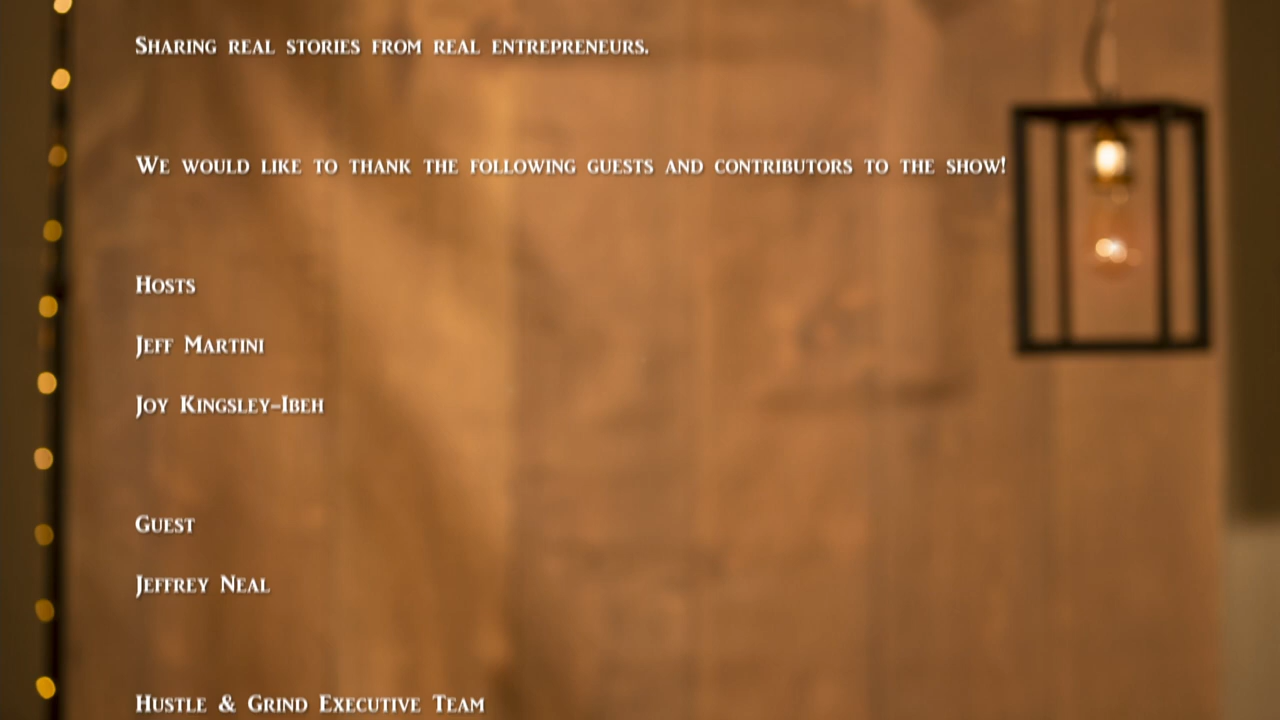 Sharing real stories from real entrepreneurs.
We would like to thank the following guests and contributors to the show!
Hosts
Jeff Martini
Joy Kingsley-Ibeh
Guest
Jeffrey Neal
Hustle & Grind Executive Team